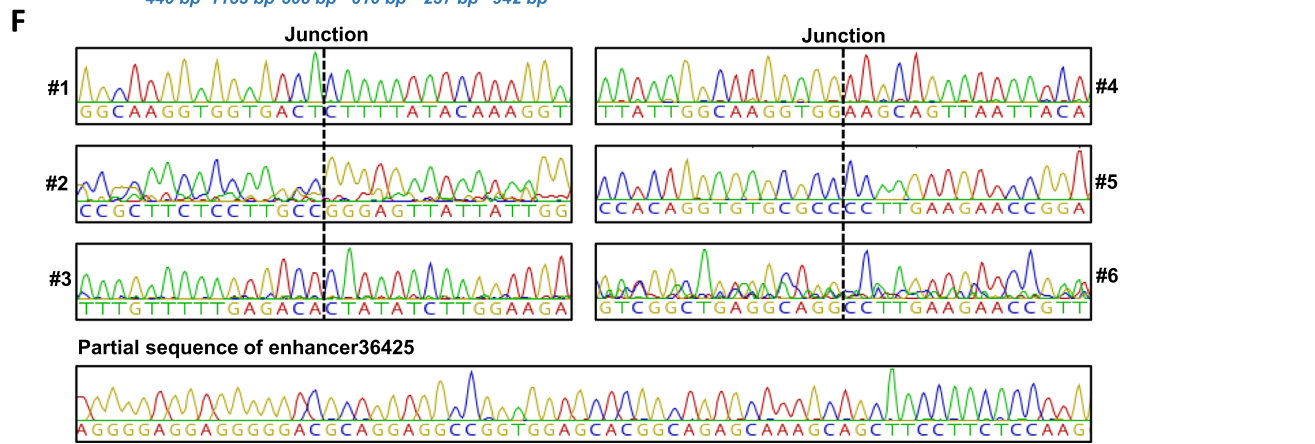 F
Junction
Junction
#1
GGCAAGGTGGTGACTCTTTTATACAAAGGT
TTATTGGCAAGGTGGAAGCAGTTAATTACA
#4
#2
CCGCTTCTCCTTGCCGGGAGTTATTATTGG
CCACAGGTGTGCGCCCCTTGAAGAACCGGA
#5
#3
TTTGTTTTTGAGACACTATATCTTGGAAGA
GTCGGCTGAGGCAGGCCTTGAAGAACCGTT
#6
Partial sequence of enhancer36425
AGGGGAGGAGGGGGACGCAGGAGGCCGGTGGAGCACGGCAGAGCAAAGCAGCTTCCTTCTCCAAG